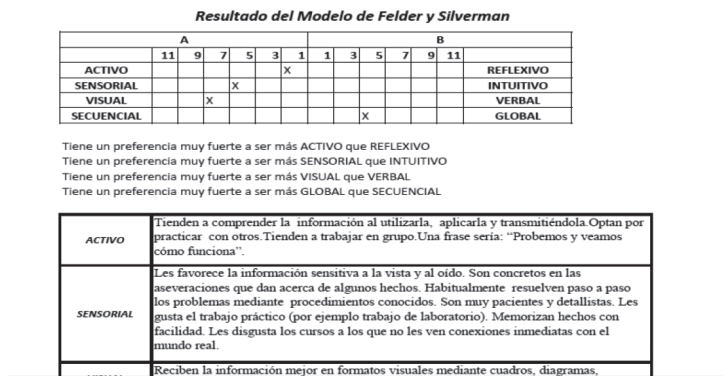 Resultado del Modelo de Felder y Silverman
A B
11 9 7 5 3 1 1 3 5 7 9 11
ACTIVO X REFLEXIVO
SENSORIAL X INTUITIVO
VISUAL X VERBAL
SECUENCIAL X GLOBAL
Tiene un preferencia muy fuerte a ser más ACTIVO que REFLEXIVO
Tiene un preferencia muy fuerte a ser más SENSORIAL que INTUITIVO
Tiene un preferencia muy fuerte a ser más VISUAL que VERBAL
Tiene un preferencia muy fuerte a ser más GLOBAL que SECUENCIAL
ACTIVO
Tienden a comprender la información al utilizarla, aplicarla y transmitiéndola.Optan por
practicar con otros.Tienden a trabajar en grupo.Una frase sería: “Probemos y veamos
cómo funciona”.
SENSORIAL
Les favorece la información sensitiva a la vista y al oído. Son concretos en las
aseveraciones que dan acerca de algunos hechos. Habitualmente resuelven paso a paso
los problemas mediante procedimientos conocidos. Son muy pacientes y detallistas. Les
gusta el trabajo práctico (por ejemplo trabajo de laboratorio). Memorizan hechos con
facilidad. Les disgusta los cursos a los que no les ven conexiones inmediatas con el
mundo real.
Reciben la información mejor en formatos visuales mediante cuadros, diagramas,